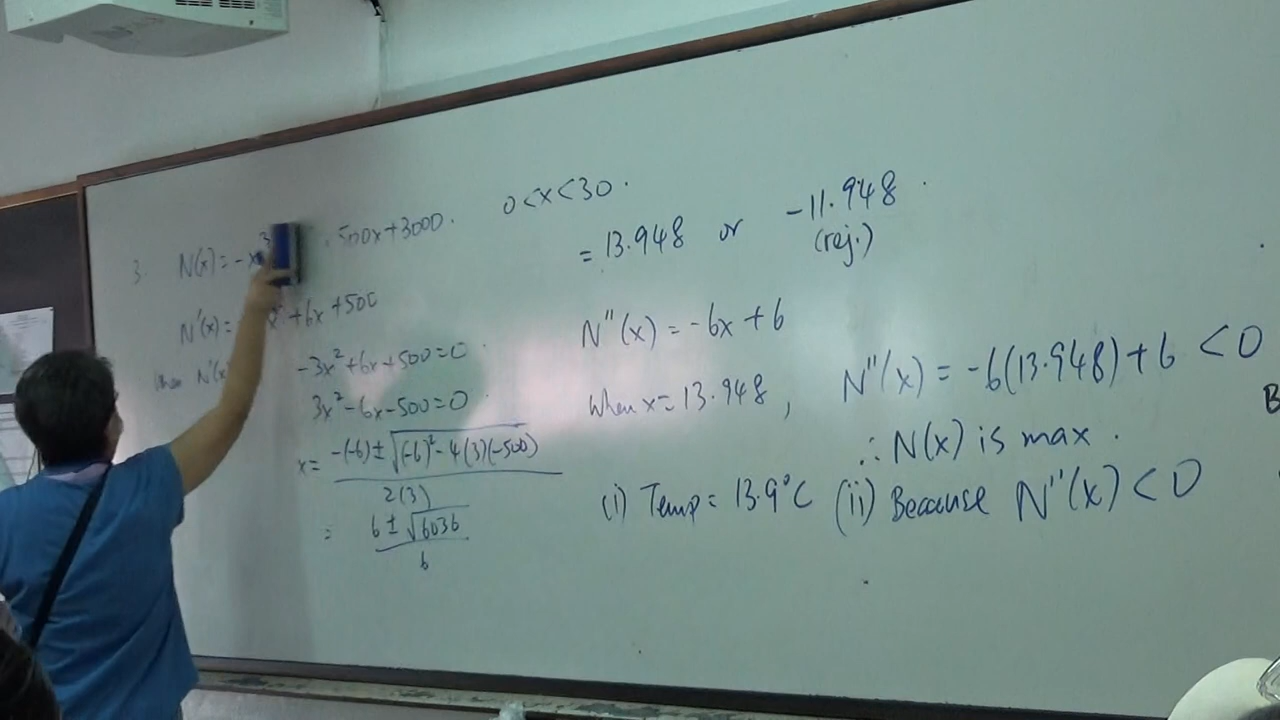 3. N(x) = -x³ 500x+3000. 0<x<30.
N'(x) = +6x+500
When N'(x
-3x²+6x+500=0
3x²-6x-500=0
x= -(-6)±√(-6)²-4(3)(-500)
2(3)
= 6±√6036
6
= 13.948 or -11.948
(rej.)
N''(x) = -6x+6
When x=13.948, N''(x) = -6(13.948)+6 <0
∴ N(x) is max.
(i) Temp = 13.9°C (ii) Because N''(x)<0
B